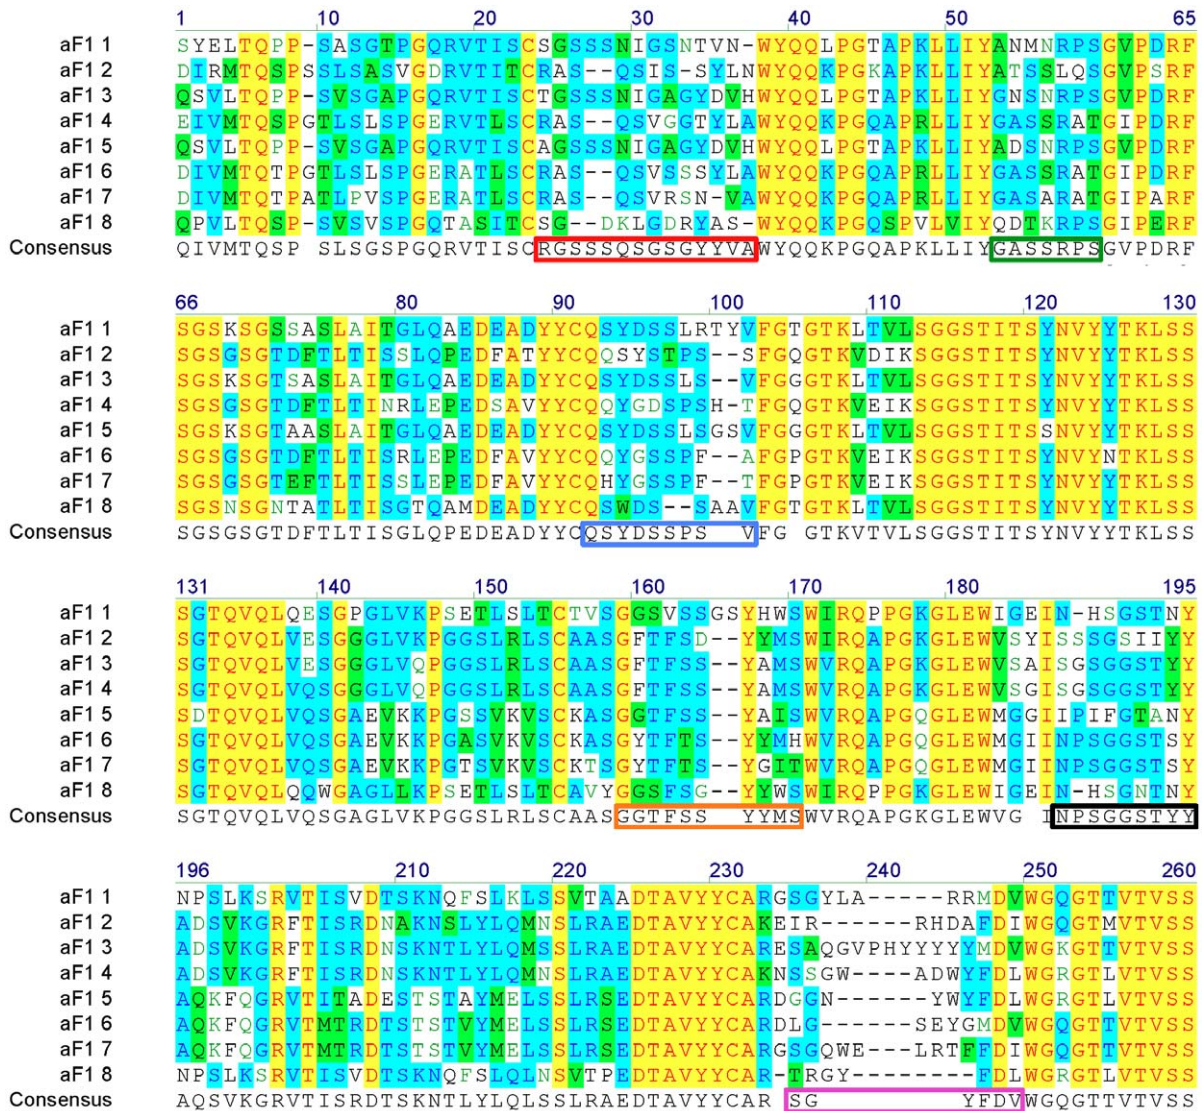 1 10 20 30 40 50 65
aF1 1 SYELTQPP-SASGTPGQRVTISCSGSSSNIGSNTVN-WYQQLPGTAPKLLIYANMNRPSGVPDRF
aF1 2 DIRMTQSPSSLSASVGDRVTITCRAS--QSIS-SYLNWYQQKPGKAPKLLIYATSSLQSGVPSRF
aF1 3 QSVLTQPP-SVSGAPGQRVTISCTGSSSNIGAGYDVHWYQQLPGTAPKLLIYGNSNRPSGVPDRF
aF1 4 EIVMTQSPGTLSLSPGERVTLSCRAS--QSVGGTYLAWYQQKPGQAPRLLIYGASSRATGIPDRF
aF1 5 QSVLTQPP-SVSGAPGQRVTISCAGSSSNIGAGYDVHWYQQLPGTAPKLLIYADSNRPSGVPDRF
aF1 6 DIVMTQTPGTLSLSPGERATLSCRAS--QSVSSSYLAWYQQKPGQAPRLLIYGASSRATGIPDRF
aF1 7 DIVMTQTPATLPVSPGERATLSCRAS--QSVRSN-VAWYQQKPGQAPRLLIYGASARATGIPARF
aF1 8 QPVLTQSP-SVSVSPGQTASITCSG--DKLGDRYAS-WYQQKPGQSPVLVIYQDTKRPSGIPERF
Consensus QIVMTQSP SLSGSPGQRVTISCRGSSSQSGSGYYVAWYQQKPGQAPKLLIYGASSRPSGVPDRF
66 80 90 100 110 120 130
aF1 1 SGSKSGSSASLAITGLQAEDEADYYCQSYDSSLRTYVFGTGTKLTVLSGGSTITSYNVYYTKLSS
aF1 2 SGSGSGTDFTLTISSLQPEDFATYYCQQSYSTPS--SFGQGTKVDIKSGGSTITSYNVYYTKLSS
aF1 3 SGSKSGTSASLAITGLQAEDEADYYCQSYDSSLS--VFGGGTKLTVLSGGSTITSYNVYYTKLSS
aF1 4 SGSGSGTDFTLTINRLEPEDSAVYYCQQYGDSPSH-TFGQGTKVEIKSGGSTITSYNVYYTKLSS
aF1 5 SGSKSGTAASLAITGLQAEDEADYYCQSYDSSLSGSVFGGGTKLTVLSGGSTITSSNVYYTKLSS
aF1 6 SGSGSGTDFTLTISRLEPEDFAVYYCQQYGSSPF--AFGPGTKVEIKSGGSTITSYNVYNTKLSS
aF1 7 SGSGSGTEFTLTISSLEPEDFAVYYCQHYGSSPF--TFGPGTKVEIKSGGSTITSYNVYYTKLSS
aF1 8 SGSNSGNTATLTISGTQAMDEADYYCQSWDS--SAAVFGTGTKLTVLSGGSTITSYNVYYTKLSS
Consensus SGSGSGTDFTLTISGLQPEDEADYYCQSYDSSPS VFG GTKVTVLSGGSTITSYNVYYTKLSS
131 140 150 160 170 180 195
aF1 1 SGTQVQLQESGPGLVKPSETLSLTCTVSGGSVSSGSYHWSWIRQPPGKGLEWIGEIN-HSGSTNY
aF1 2 SGTQVQLVESGGGLVKPGGSLRLSCAASGFTFSD--YYMSWIRQAPGKGLEWVSYISSSGSIIYY
aF1 3 SGTQVQLVESGGGLVQPGGSLRLSCAASGFTFSS--YAMSWVRQAPGKGLEWVSAISGSGGSTYY
aF1 4 SGTQVQLVQSGGGLVQPGGSLRLSCAASGFTFSS--YAMSWVRQAPGKGLEWVSGISGSGGSTYY
aF1 5 SDTQVQLVQSGAEVKKPGSSVKVSCKASGGTFSS--YAISWVRQAPGQGLEWMGGIIPIFGTANY
aF1 6 SGTQVQLVQSGAEVKKPGASVKVSCKASGYTFTS--YYMHWVRQAPGQGLEWMGIINPSGGSTSY
aF1 7 SGTQVQLVQSGAEVKKPGTSVKVSCKTSGYTFTS--YGITWVRQAPGQGLEWMGIINPSGGSTSY
aF1 8 SGTQVQLQQWGAGLLKPSETLSLTCAVYGGSFSG--YYWSWIRQPPGKGLEWIGEIN-HSGNTNY
Consensus SGTQVQLVQSGAGLVKPGGSLRLSCAASGGTFSS YYMSWVRQAPGKGLEWVG INPSGGSTYY
196 210 220 230 240 250 260
aF1 1 NPSLKSRVTISVDTSKNQFSLKLSSVTAADTAVYYCARGSGYLA-----RRMDVWGQGTTVTVSS
aF1 2 ADSVKGRFTISRDNAKNSLYLQMNSLRAEDTAVYYCAKEIR--------RHDAFDIWGQGTMVTVSS
aF1 3 ADSVKGRFTISRDNSKNTLYLQMSSLRAEDTAVYYCARESAQGVPHYYYYYMDVWGKGTTVTVSS
aF1 4 ADSVKGRFTISRDNSKNTLYLQMNSLRAEDTAVYYCAKNSSGW----ADWYFDLWGRGTLVTVSS
aF1 5 AQKFQGRVTITADESTSTAYMELSSLRSEDTAVYYCARDGGN------YWYFDLWGRGTLVTVSS
aF1 6 AQKFQGRVTMTRDTSTSTVYMELSSLRSEDTAVYYCARDLG-------SEYGMDVWGQGTTVTVSS
aF1 7 AQKFQGRVTMTRDTSTSTVYMELSSLRSEDTAVYYCARGSGQWE---LRTFFDIWGQGTTVTVSS
aF1 8 NPSLKSRVTISVDTSKNQFSLQLNSVTPEDTAVYYCAR-TRGY--------FDLWGRGTLVTVSS
Consensus AQSVKGRVTISRDTSKNTLYLQLSSLRAEDTAVYYCAR SG YFDVWGQGTTVTVSS